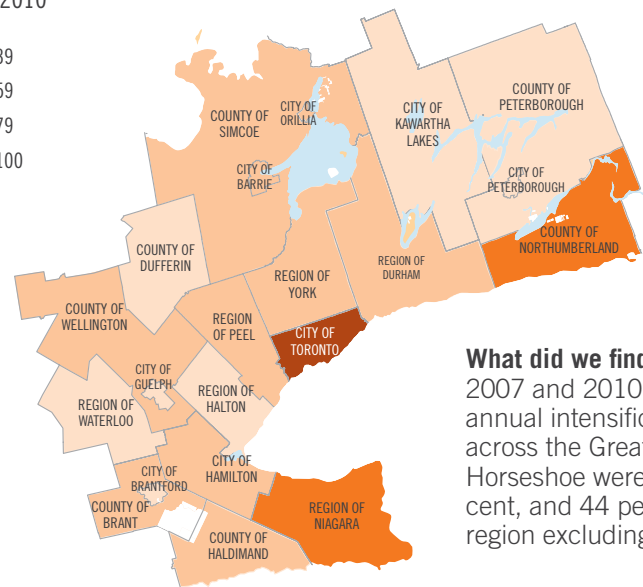 2010
39
59
79
100
COUNTY OF
SIMCOE
CITY OF
ORILLIA
CITY OF
BARRIE
CITY OF
KAWARTHA
LAKES
COUNTY OF
PETERBOROUGH
CITY OF
PETERBOROUGH
COUNTY OF
NORTHUMBERLAND
COUNTY OF
DUFFERIN
REGION OF
YORK
REGION OF
DURHAM
COUNTY OF
WELLINGTON
REGION
OF PEEL
CITY OF
TORONTO
CITY OF
GUELPH
REGION OF
HALTON
REGION OF
WATERLOO
CITY OF
HAMILTON
CITY OF
BRANTFORD
COUNTY OF
BRANT
REGION OF
NIAGARA
COUNTY OF
HALDIMAND
What did we find
2007 and 2010
annual intensific
across the Great
Horseshoe were
cent, and 44 pe
region excluding